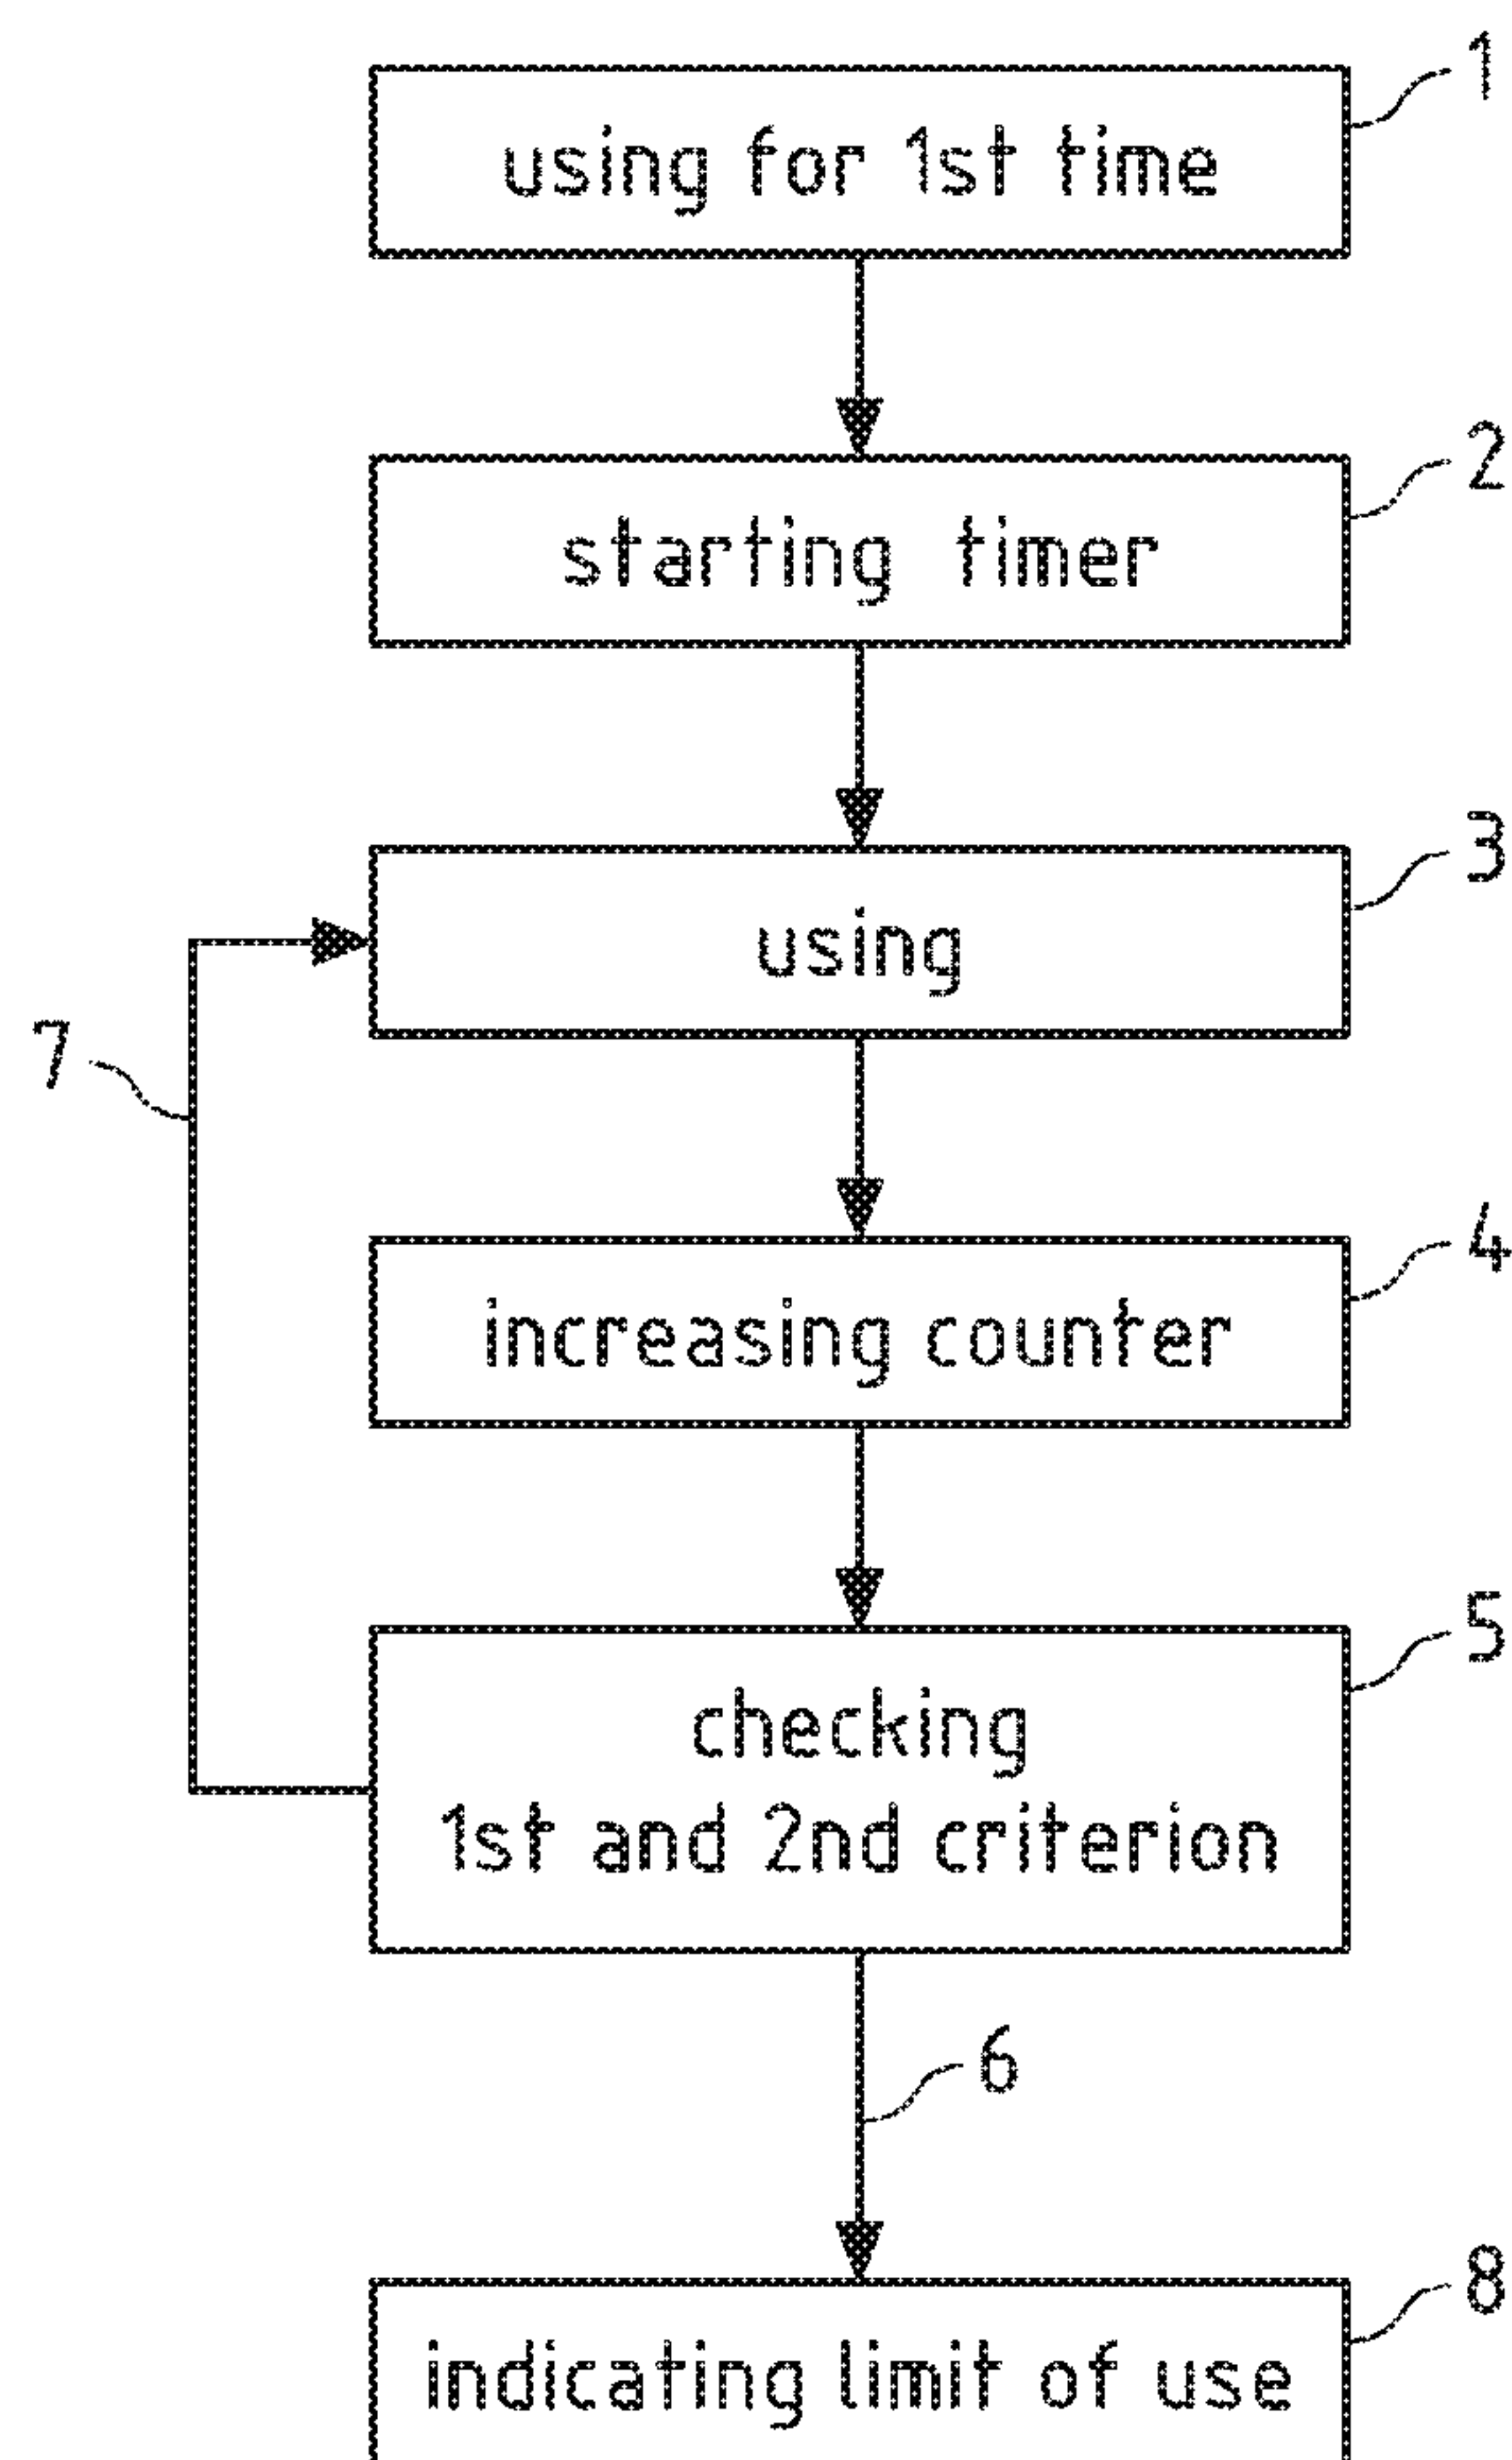 1
using for 1st time
2
starting timer
3
using
7
4
increasing counter
5
checking
1st and 2nd criterion
6
8
indicating limit of use